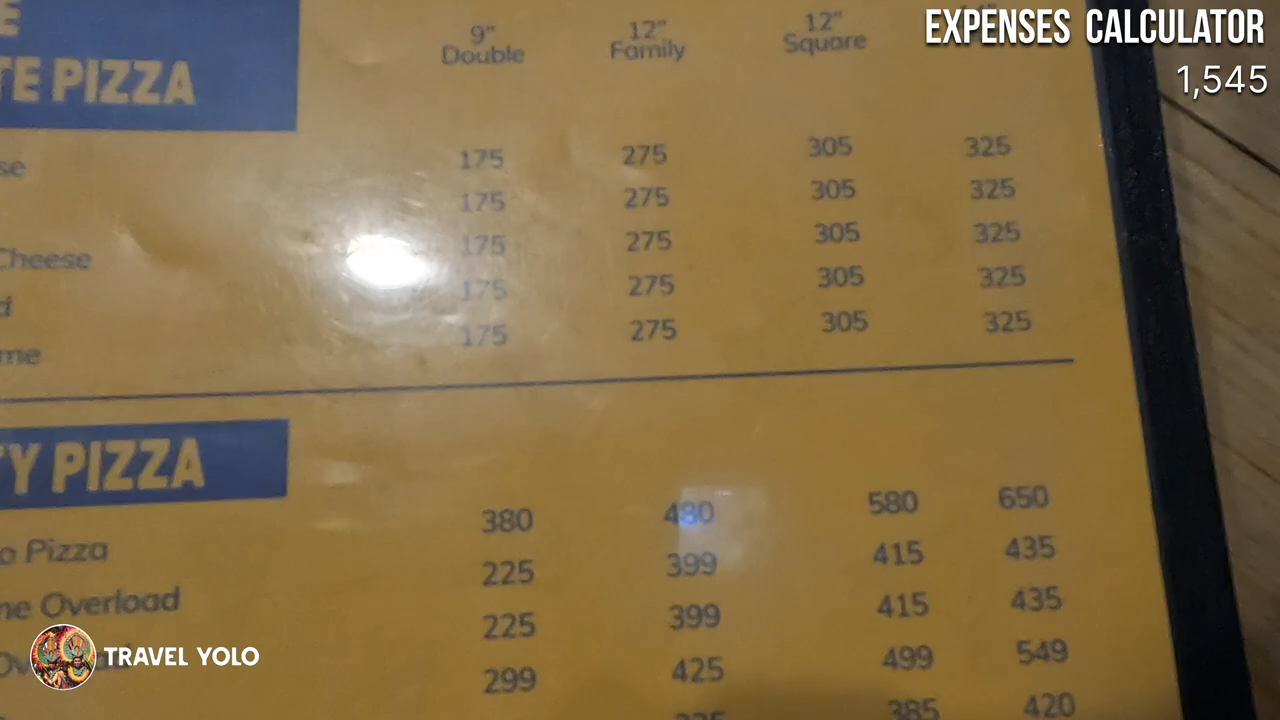 EXPENSES CALCULATOR
1,545
9" 12" 12"
Double Family Square
TE PIZZA
se 175 275 305 325
175 275 305 325
Cheese 175 275 305 325
d 175 275 305 325
me 175 275 305 325
TY PIZZA
o Pizza 380 480 580 650
ne Overload 225 399 415 435
225 399 415 435
299 425 499 549
385 420
TRAVEL YOLO